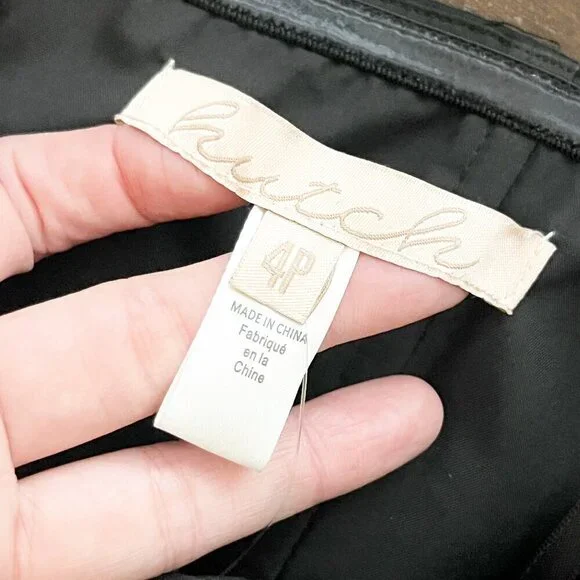 hutch
4P
MADE IN CHINA
Fabriqué
en la
Chine